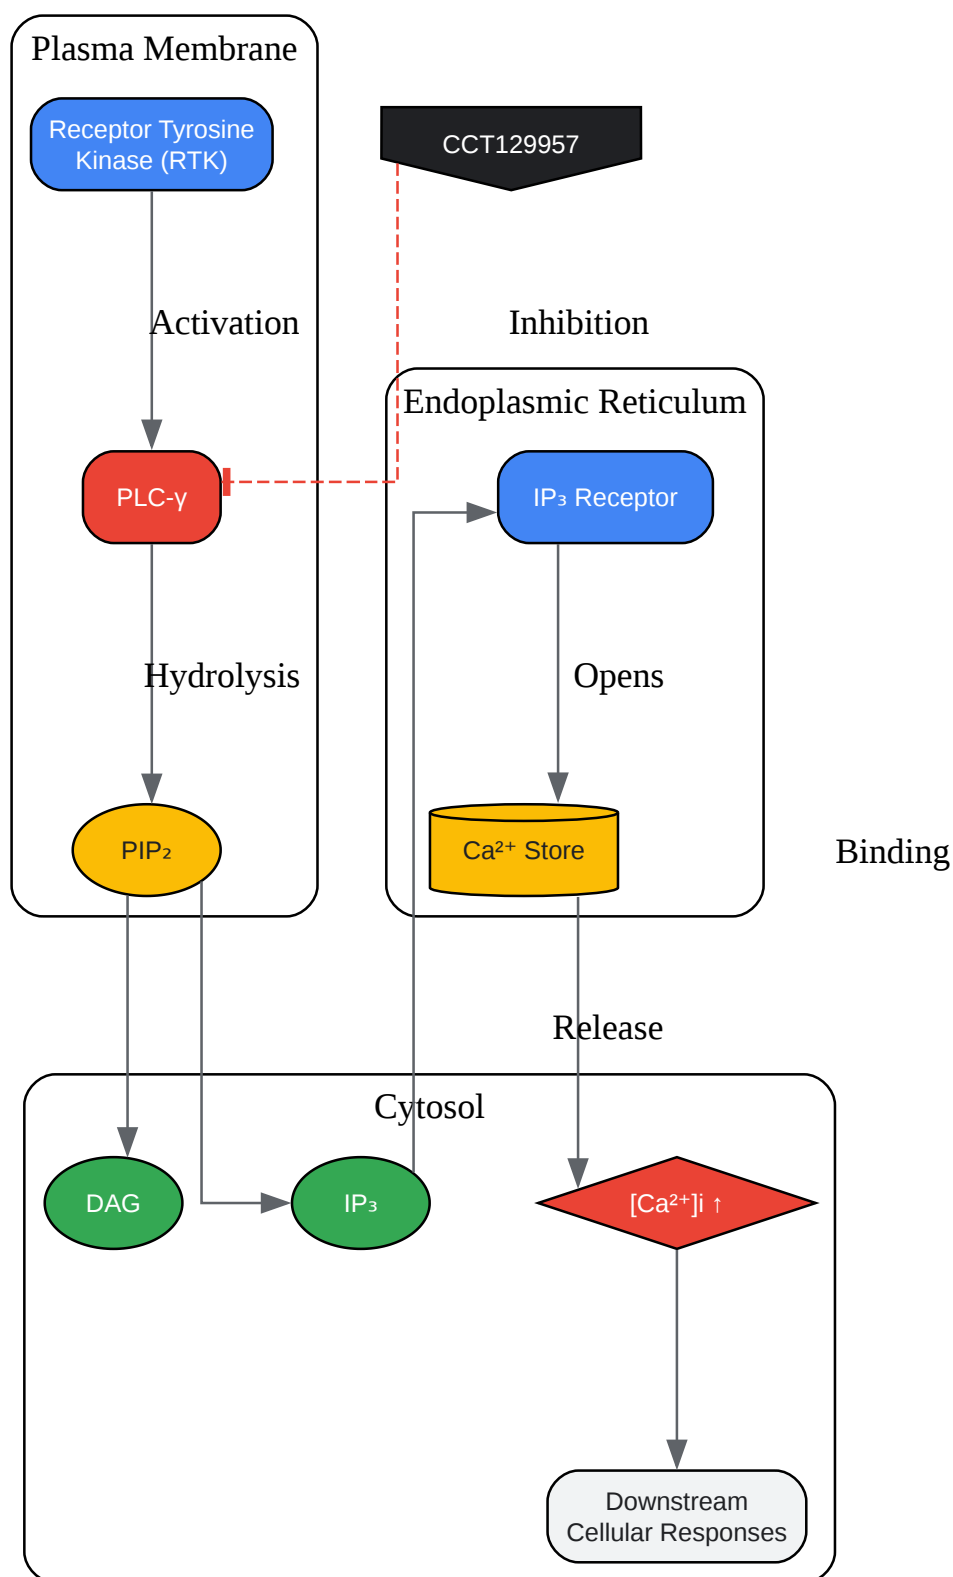 Plasma Membrane
Receptor Tyrosine
Kinase (RTK)
CCT129957
Activation
Inhibition
Endoplasmic Reticulum
PLC-γ
IP₃ Receptor
Hydrolysis
Opens
PIP₂
Ca²⁺ Store
Binding
Release
Cytosol
DAG
IP₃
[Ca²⁺]i ↑
Downstream
Cellular Responses